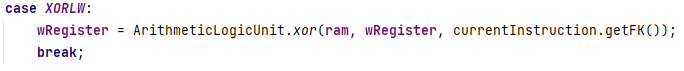 case XORLW:
    wRegister = ArithmeticLogicUnit.xor(ram, wRegister, currentInstruction.getFK());
    break;